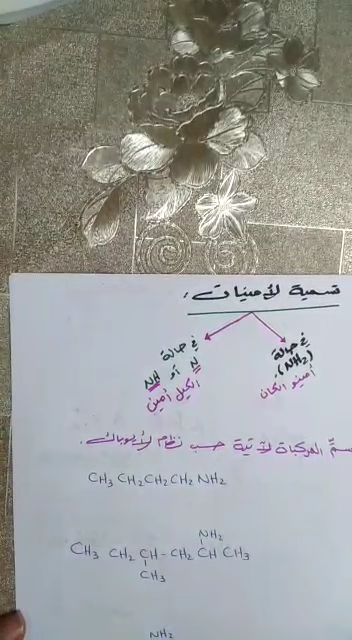 تسمية الأمينات :
في حالة (NH₂)
أمينو الكان
في حالة N أو NH
الكيل أمين
سمِّ المركبات الآتية حسب نظام الأيوباك.
CH₃ CH₂CH₂CH₂ NH₂
NH₂
CH₃ CH₂ CH - CH₂ CH CH₃
CH₃
NH₂